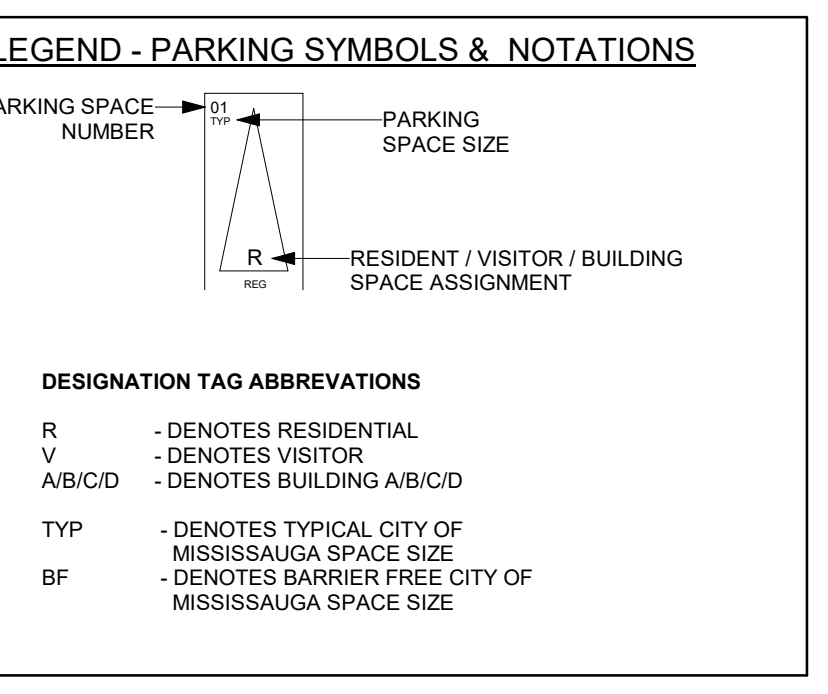 LEGEND - PARKING SYMBOLS & NOTATIONS
ARKING SPACE
NUMBER
01
TYP
PARKING
SPACE SIZE
R
REG
RESIDENT / VISITOR / BUILDING
SPACE ASSIGNMENT
DESIGNATION TAG ABBREVATIONS
R - DENOTES RESIDENTIAL
V - DENOTES VISITOR
A/B/C/D - DENOTES BUILDING A/B/C/D
TYP - DENOTES TYPICAL CITY OF
MISSISSAUGA SPACE SIZE
BF - DENOTES BARRIER FREE CITY OF
MISSISSAUGA SPACE SIZE